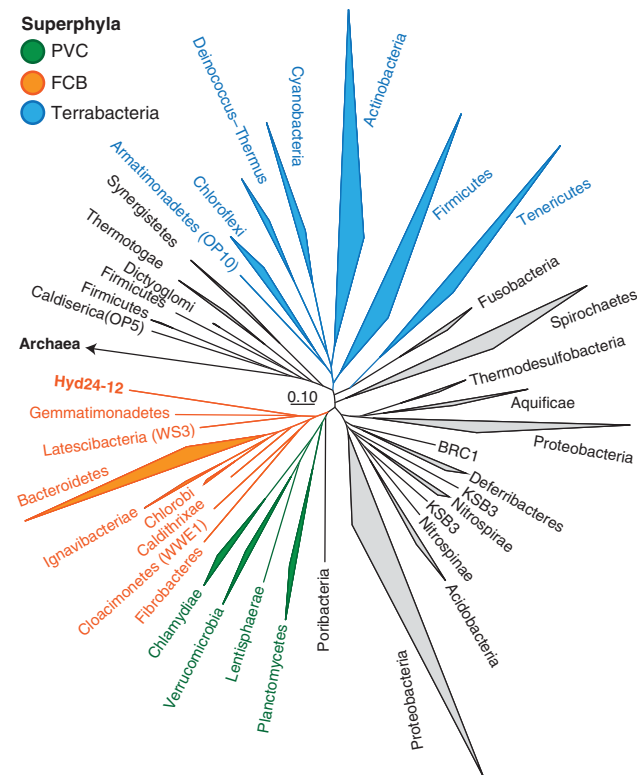 Superphyla
PVC
FCB
Terrabacteria
Actinobacteria
Cyanobacteria
Deinococcus–Thermus
Chloroflexi
Armatimonadetes (OP10)
Synergistetes
Thermotogae
Dictyoglomi
Firmicutes
Firmicutes
Caldiserica(OP5)
Archaea
Firmicutes
Tenericutes
Fusobacteria
Spirochaetes
Thermodesulfobacteria
Aquificae
Proteobacteria
BRC1
Deferribacteres
KSB3
Nitrospirae
KSB3
Nitrospinae
Acidobacteria
Proteobacteria
0.10
Hyd24-12
Gemmatimonadetes
Latescibacteria (WS3)
Bacteroidetes
Ignavibacteriae
Chlorobi
Caldithrixae
Cloacimonetes (WWE1)
Fibrobacteres
Chlamydiae
Verrucomicrobia
Lentisphaerae
Planctomycetes
Poribacteria